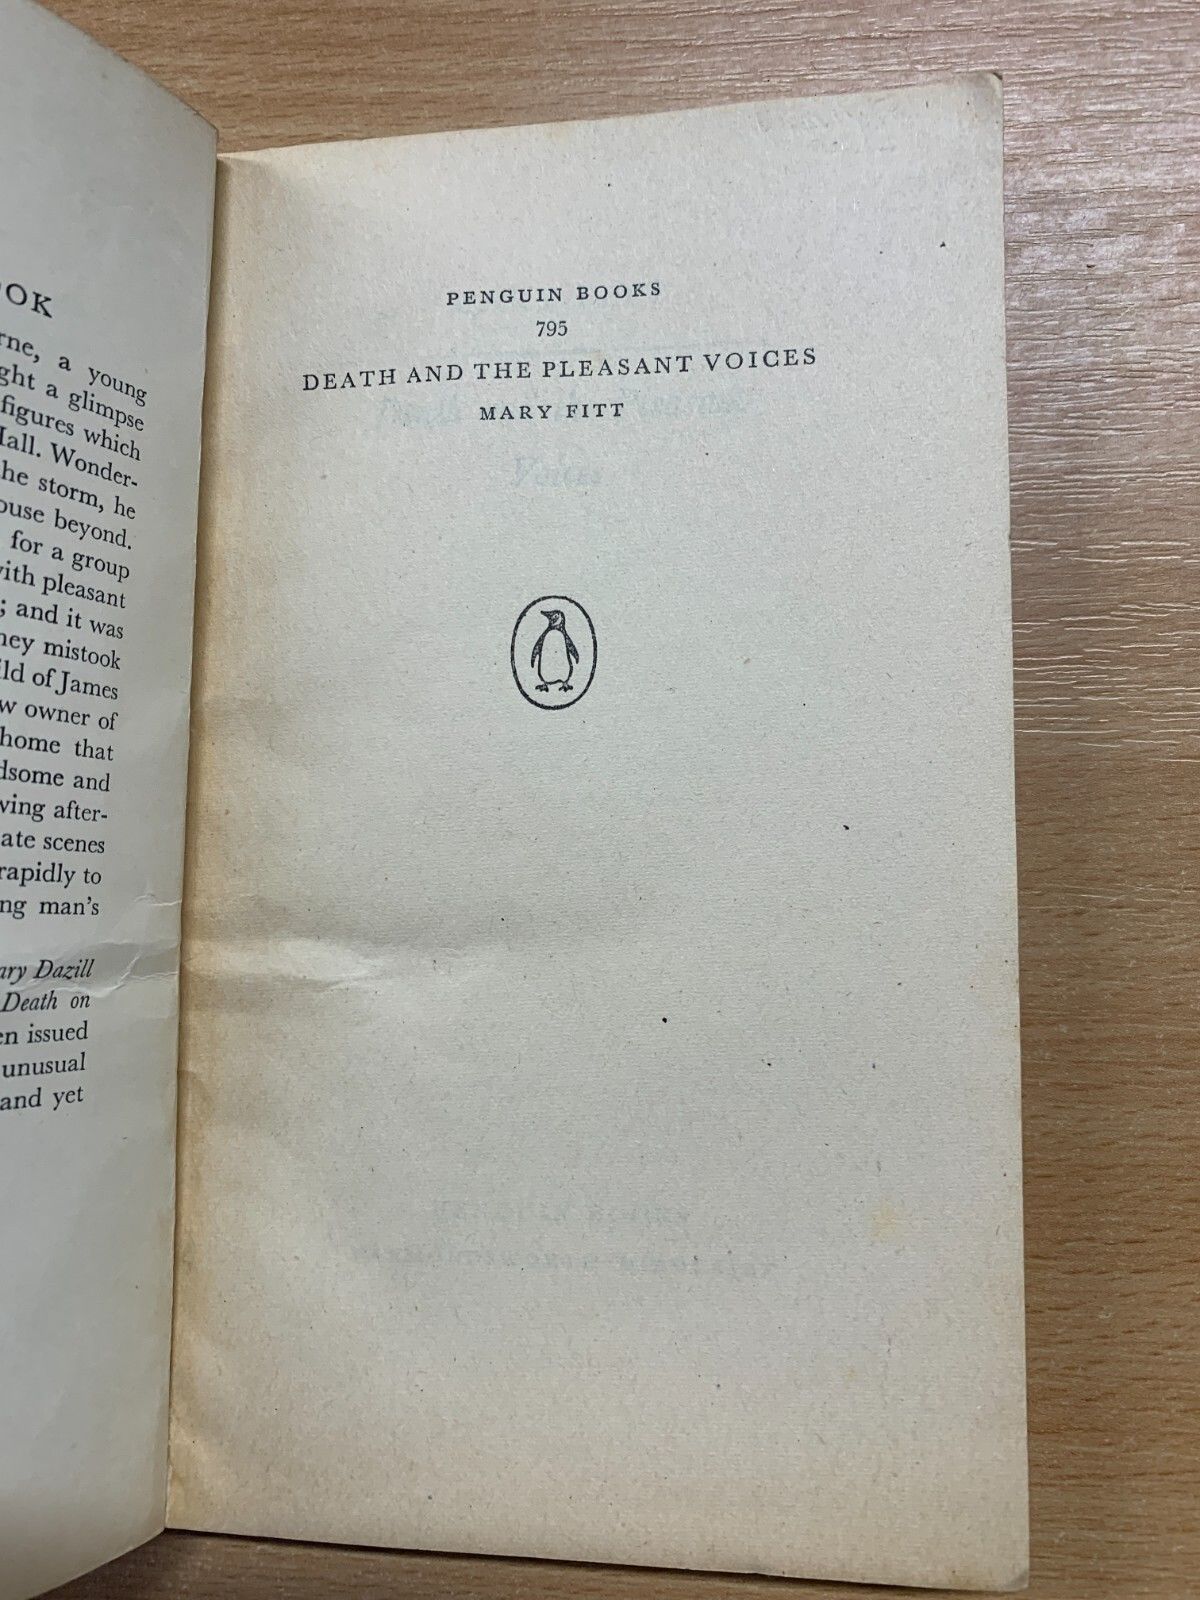 OOK
rne, a young
ght a glimpse
figures which
Hall. Wonder-
he storm, he
ouse beyond.
for a group
with pleasant
; and it was
hey mistook
ild of James
w owner of
home that
dsome and
ving after-
ate scenes
rapidly to
ng man's
ary Dazill
Death on
en issued
unusual
and yet
PENGUIN BOOKS
795
DEATH AND THE PLEASANT VOICES
MARY FITT